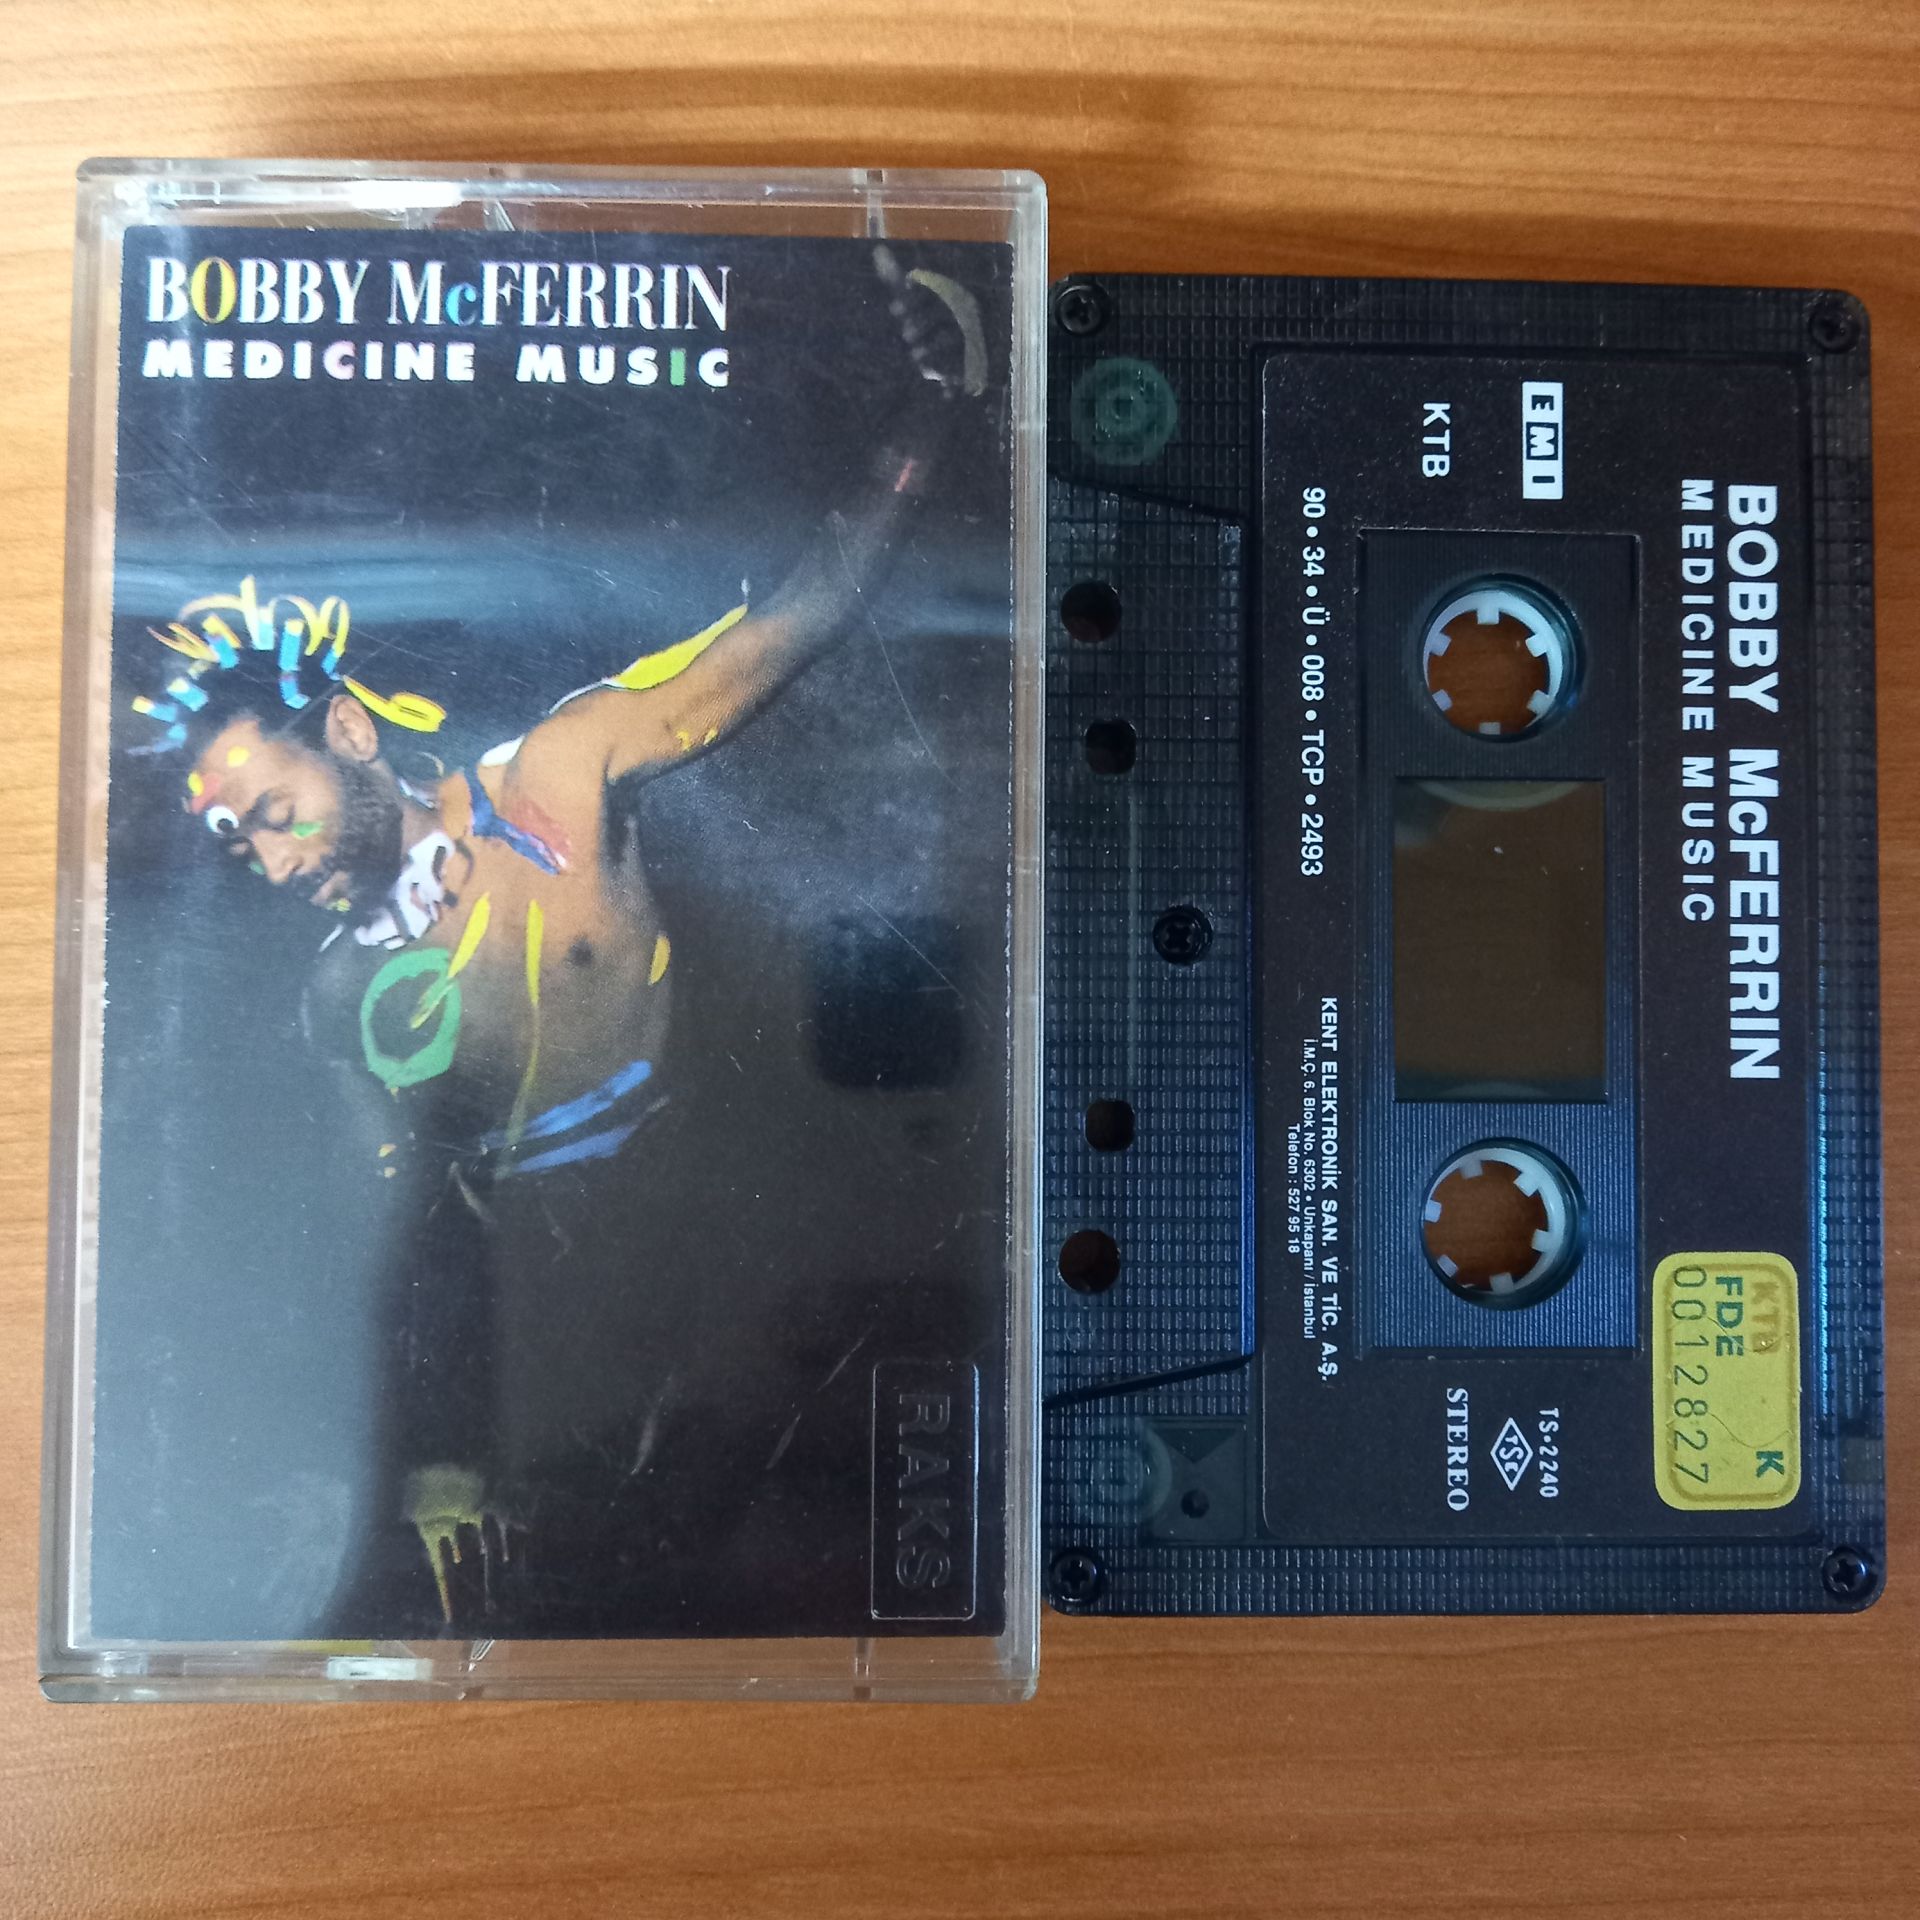 BOBBY McFERRIN
MEDICINE MUSIC
RAKS
BOBBY McFERRIN
MEDICINE MUSIC
EMI
KTB
90 • 34 • Ü • 008 • TCP • 2493
KENT ELEKTRONİK SAN. VE TİC. A.Ş.
İ.M.Ç. 6. Blok No. 6302 • Unkapanı / İstanbul
Telefon : 527 95 18
TS•2240
TSE
STEREO
KTB K
FDE
0012827